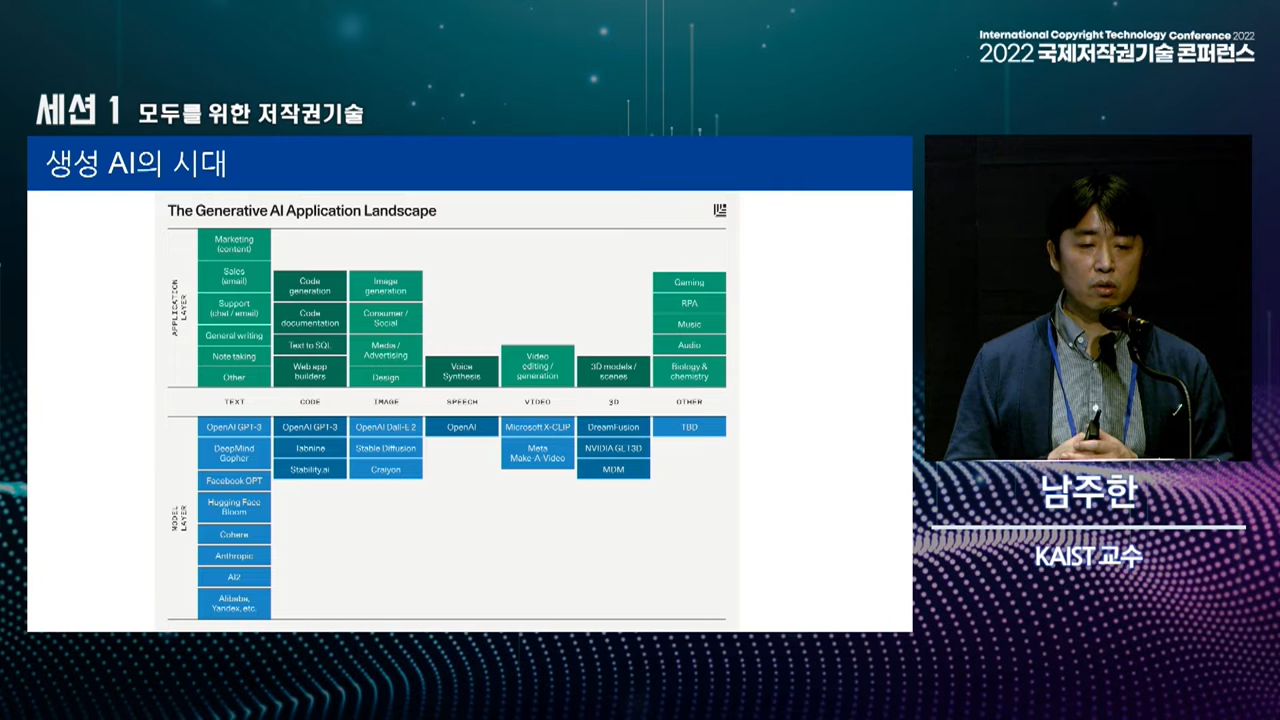 International Copyright Technology Conference 2022
2022 국제저작권기술 콘퍼런스
세션 1 모두를 위한 저작권기술
생성 AI의 시대
The Generative AI Application Landscape
APPLICATION
LAYER
Marketing
(content)
Sales
(email)
Support
(chat / email)
General writing
Note taking
Other
Code
generation
Code
documentation
Text to SQL
Web app
builders
Image
generation
Consumer /
Social
Media /
Advertising
Design
Voice
Synthesis
Video
editing /
generation
3D models /
scenes
Gaming
RPA
Music
Audio
Biology &
chemistry
TEXT
CODE
IMAGE
SPEECH
VIDEO
3D
OTHER
MODEL
LAYER
OpenAI GPT-3
DeepMind
Gopher
Facebook OPT
Hugging Face
Bloom
Cohere
Anthropic
AI2
Alibaba,
Yandex, etc.
OpenAI GPT-3
Tabnine
Stability.ai
OpenAI Dall-E 2
Stable Diffusion
Craiyon
OpenAI
Microsoft X-CLIP
Meta
Make-A-Video
DreamFusion
NVIDIA GET3D
MDM
TBD
남주한
KAIST 교수